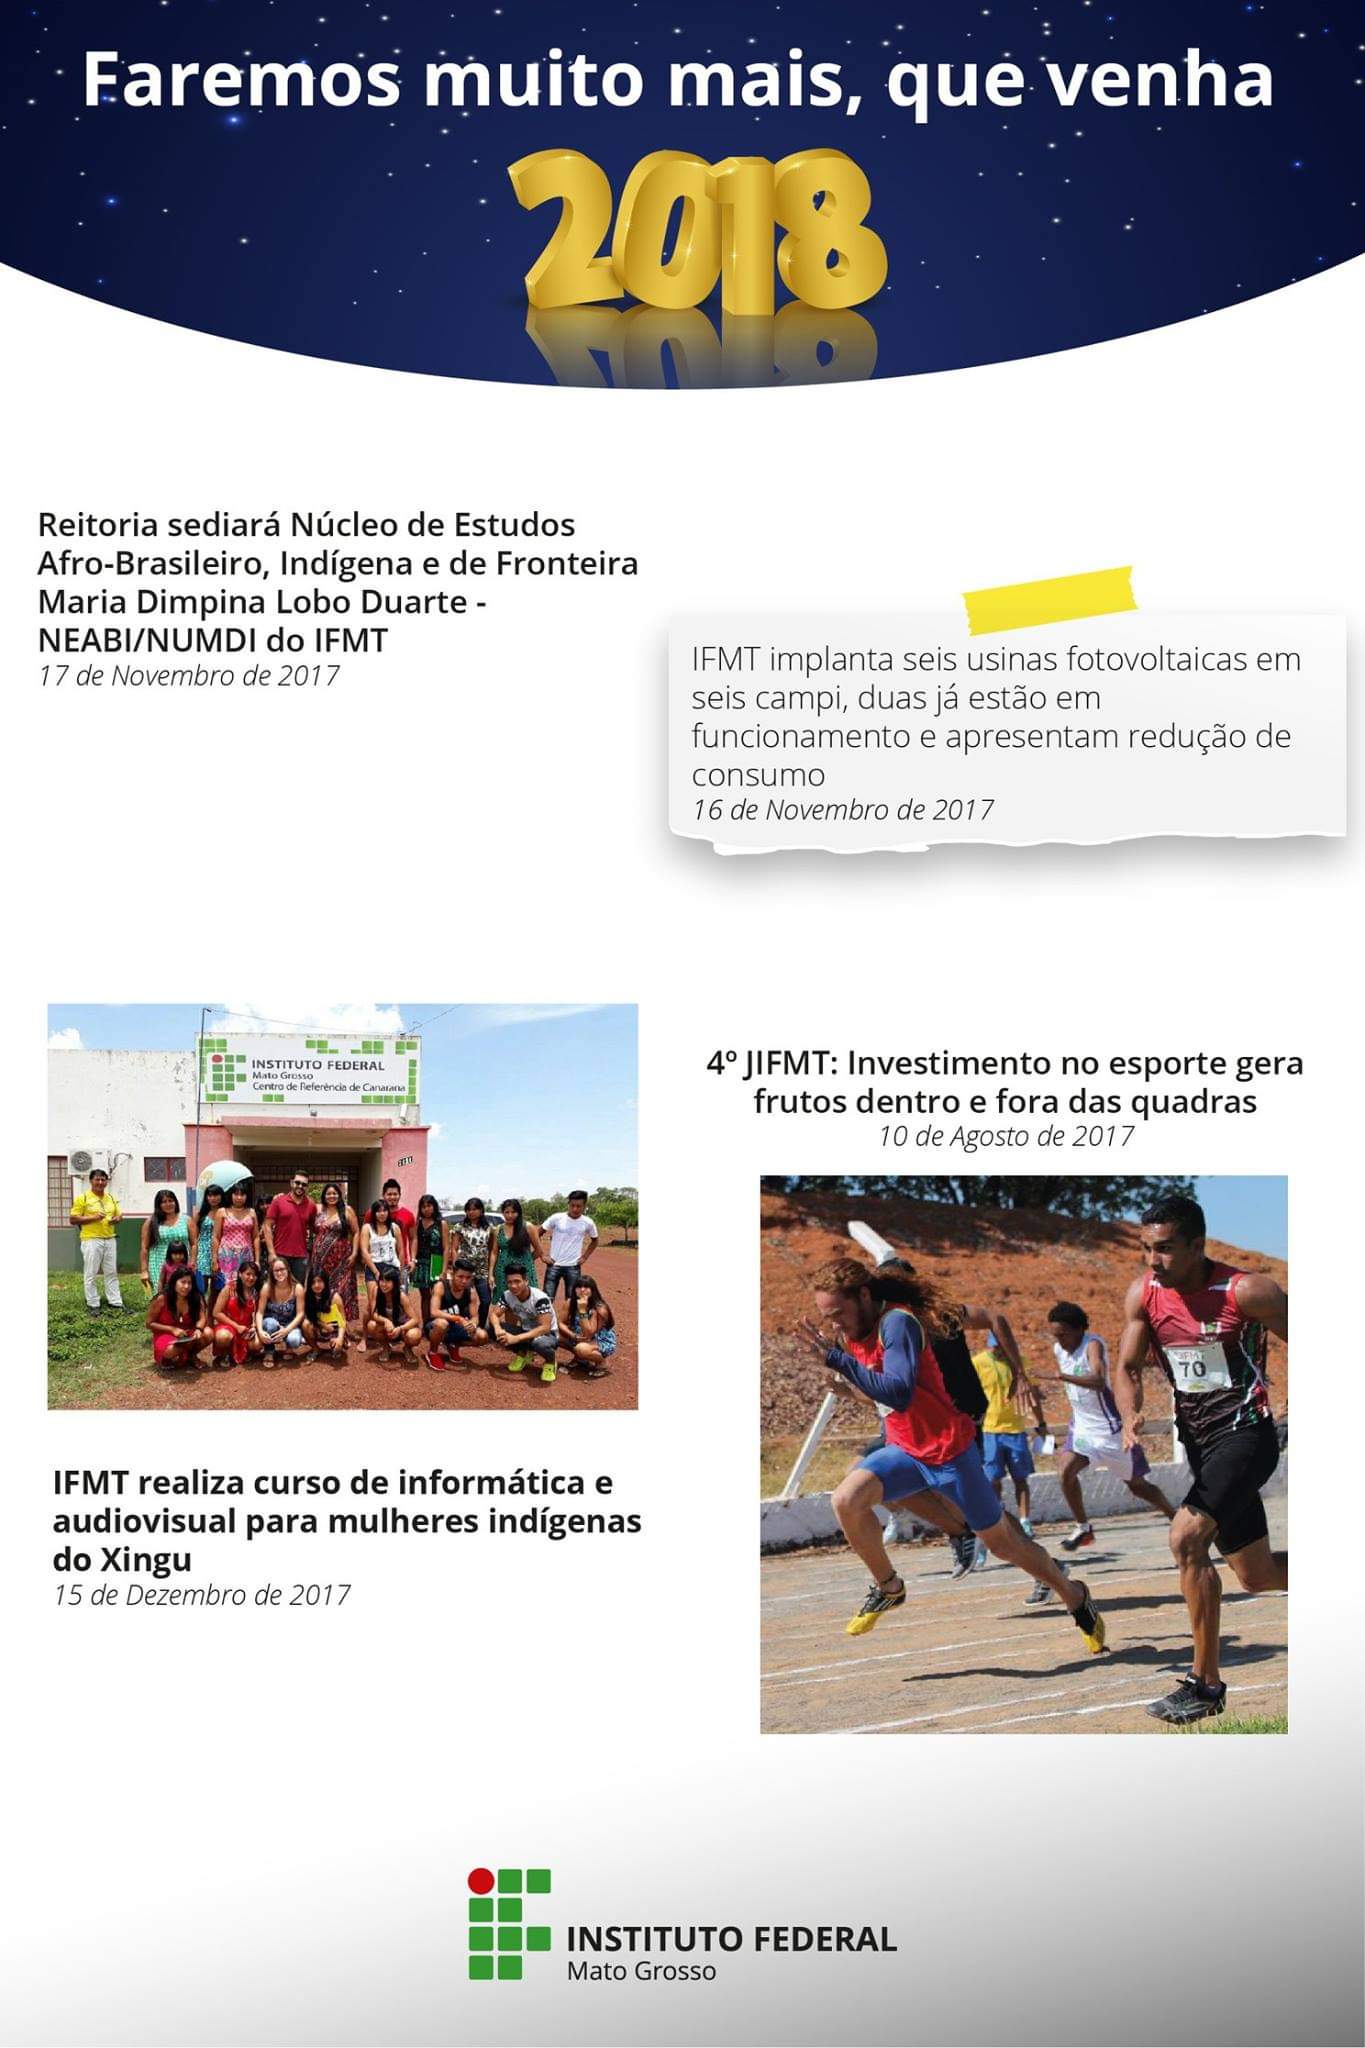 Faremos muito mais, que venha
2018
Reitoria sediará Núcleo de Estudos
Afro-Brasileiro, Indígena e de Fronteira
Maria Dimpina Lobo Duarte -
NEABI/NUMDI do IFMT
17 de Novembro de 2017
IFMT implanta seis usinas fotovoltaicas em
seis campi, duas já estão em
funcionamento e apresentam redução de
consumo
16 de Novembro de 2017
INSTITUTO FEDERAL
Mato Grosso
Centro de Referência de Canarana
IFMT realiza curso de informática e
audiovisual para mulheres indígenas
do Xingu
15 de Dezembro de 2017
4º JIFMT: Investimento no esporte gera
frutos dentro e fora das quadras
10 de Agosto de 2017
70
INSTITUTO FEDERAL
Mato Grosso